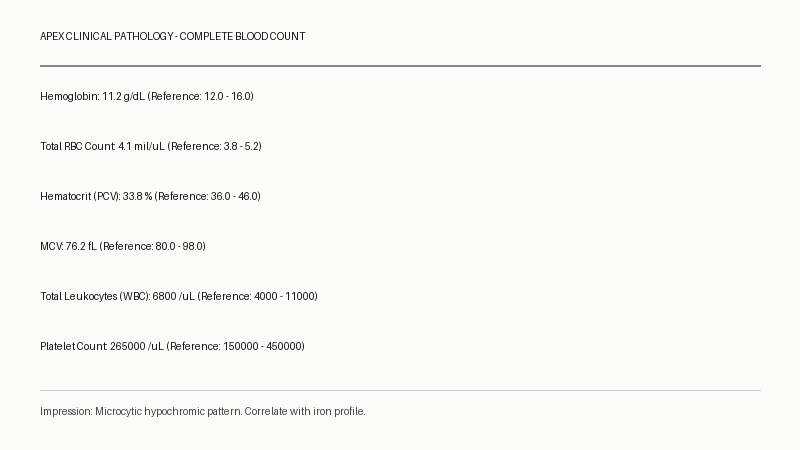 APEX CLINICAL PATHOLOGY - COMPLETE BLOOD COUNT
Hemoglobin: 11.2 g/dL (Reference: 12.0 - 16.0)
Total RBC Count: 4.1 mil/uL (Reference: 3.8 - 5.2)
Hematocrit (PCV): 33.8 % (Reference: 36.0 - 46.0)
MCV: 76.2 fL (Reference: 80.0 - 98.0)
Total Leukocytes (WBC): 6800 /uL (Reference: 4000 - 11000)
Platelet Count: 265000 /uL (Reference: 150000 - 450000)
Impression: Microcytic hypochromic pattern. Correlate with iron profile.